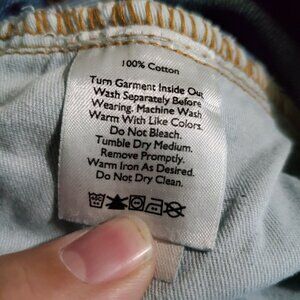 100% Cotton
Turn Garment Inside Out
Wash Separately Before
Wearing. Machine Wash
Warm With Like Colors.
Do Not Bleach.
Tumble Dry Medium.
Remove Promptly.
Warm Iron As Desired.
Do Not Dry Clean.